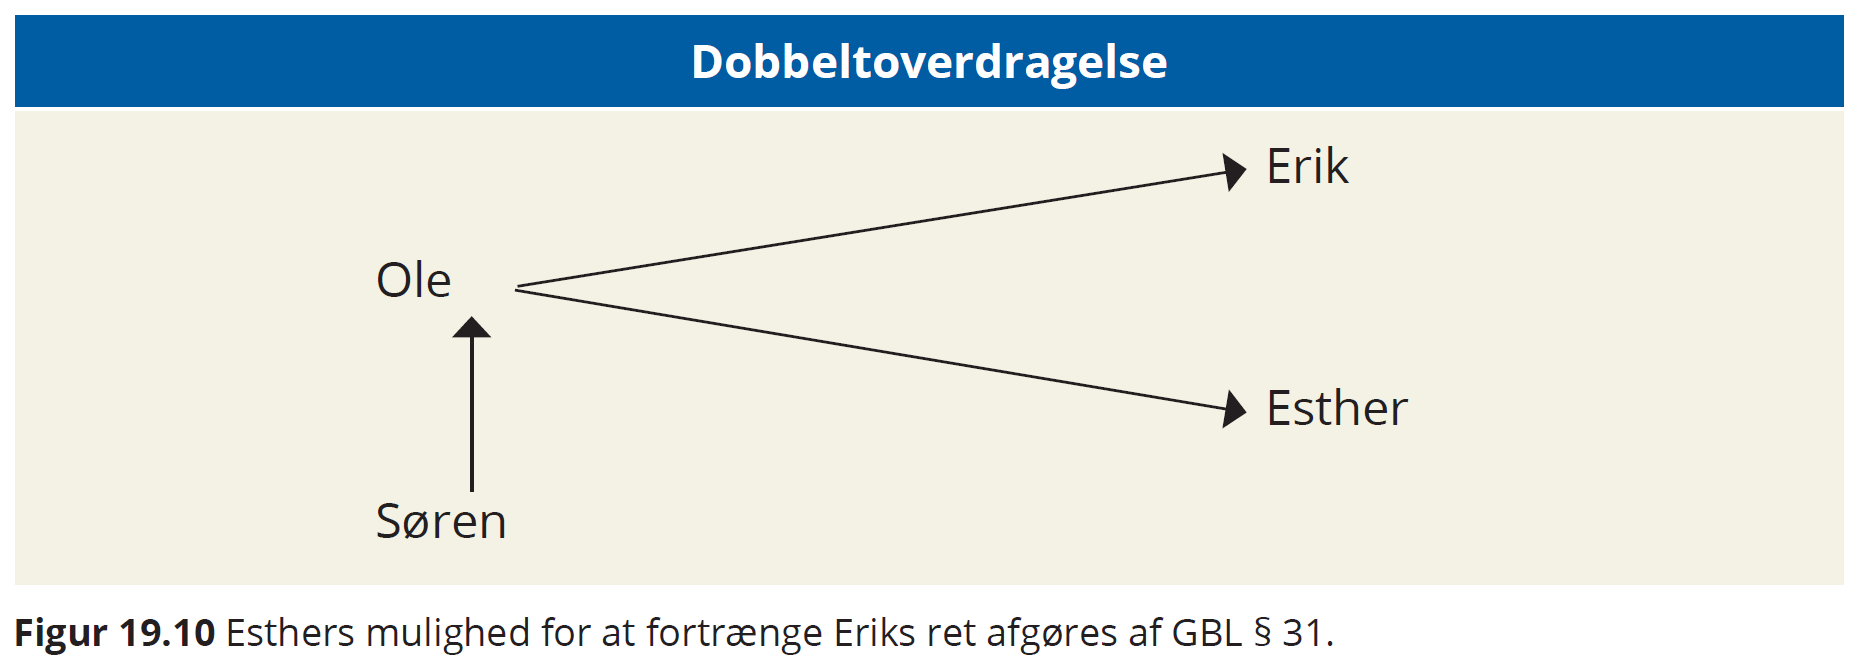 Dobbeltoverdragelse
Erik
Ole
Esther
Søren
Figur 19.10 Esthers mulighed for at fortrænge Eriks ret afgøres af GBL § 31.